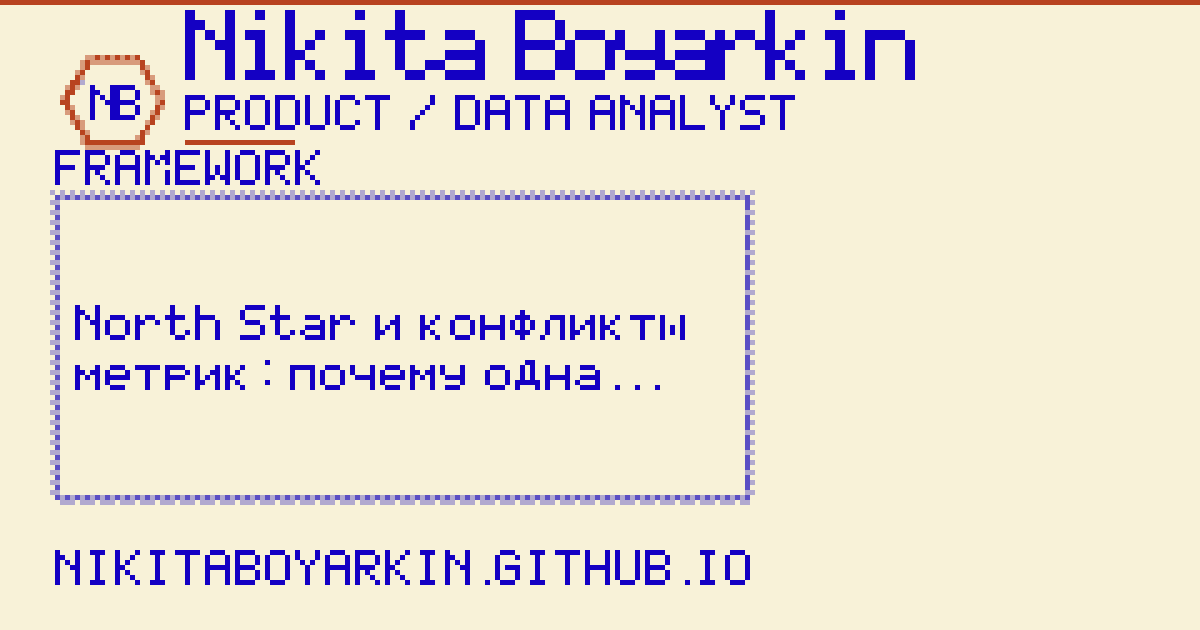 Nikita Boyarkin
NB
PRODUCT / DATA ANALYST
FRAMEWORK
North Star и конфликты
метрик: почему одна...
NIKITABOYARKIN.GITHUB.IO